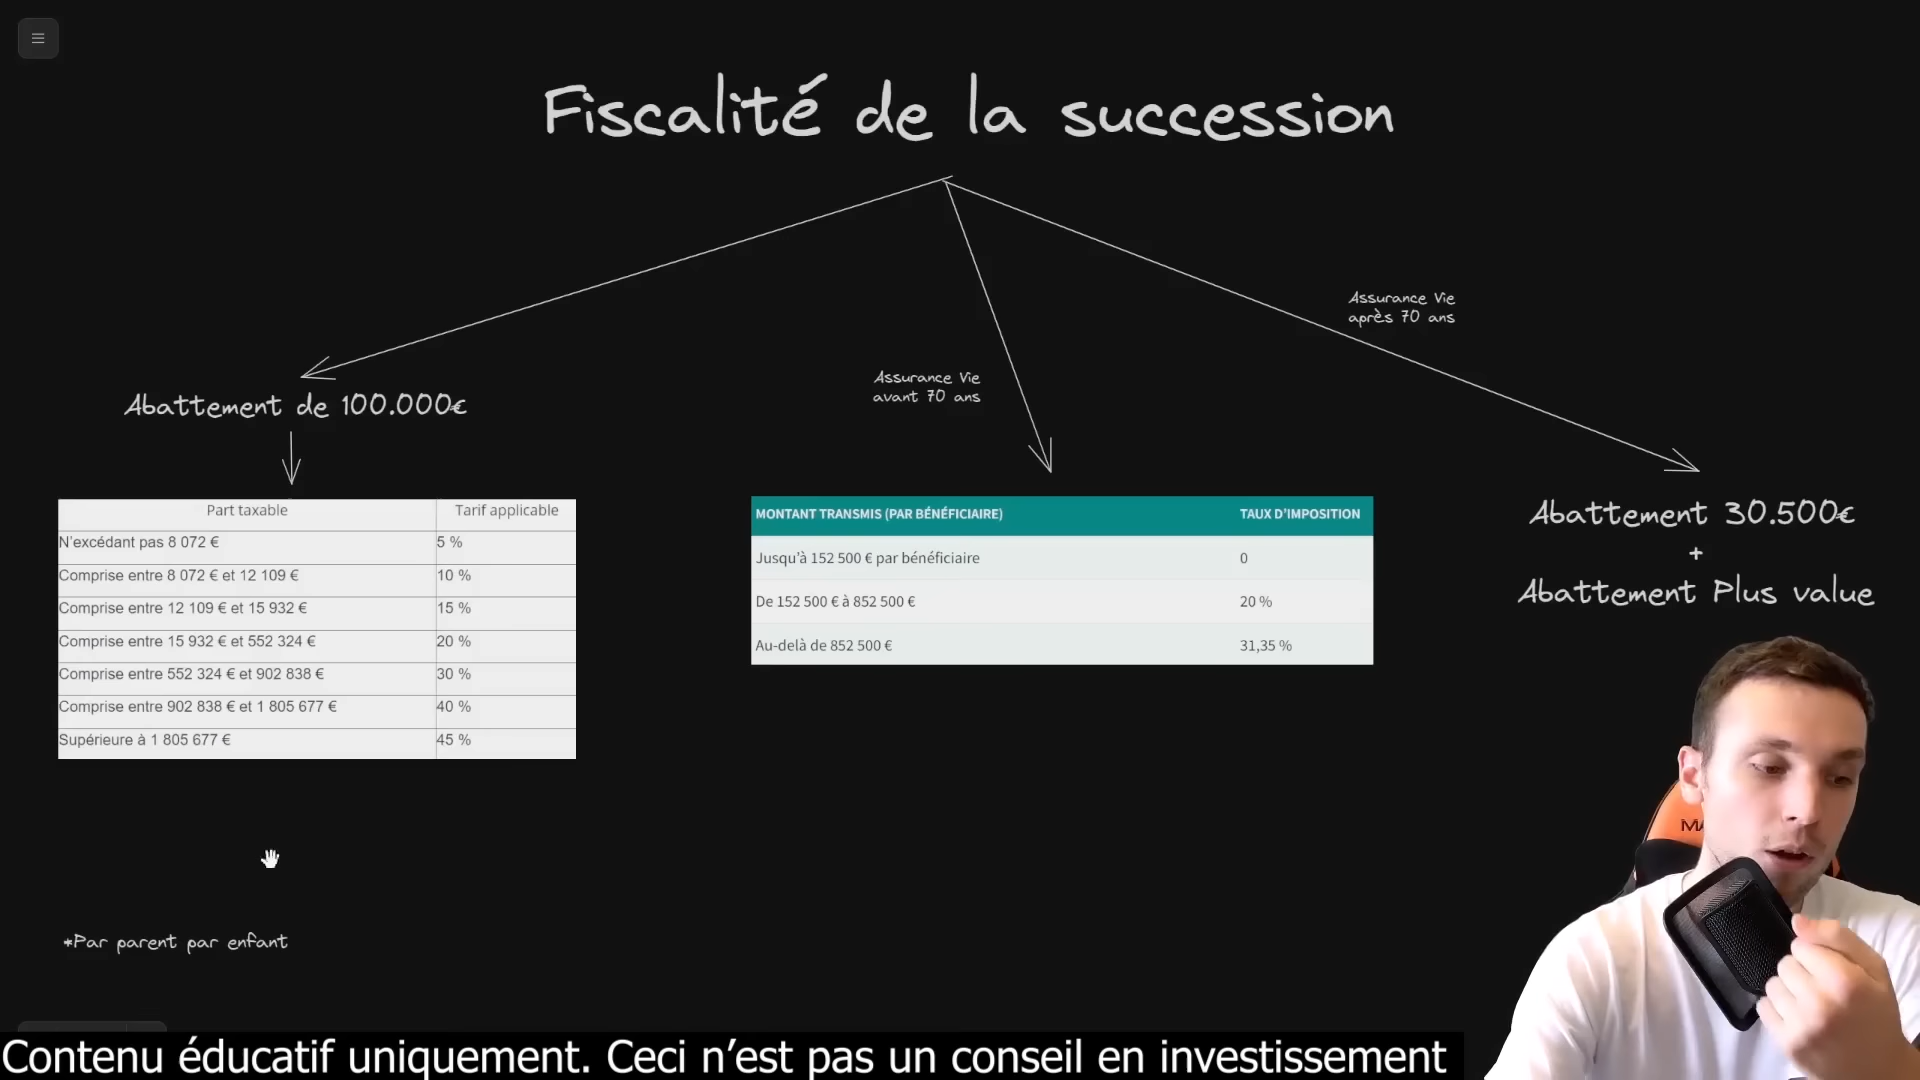 Fiscalité de la succession
Assurance Vie
après 70 ans
Assurance Vie
avant 70 ans
Abattement de 100.000€
Part taxable Tarif applicable
N'excédant pas 8 072 € 5 %
Comprise entre 8 072 € et 12 109 € 10 %
Comprise entre 12 109 € et 15 932 € 15 %
Comprise entre 15 932 € et 552 324 € 20 %
Comprise entre 552 324 € et 902 838 € 30 %
Comprise entre 902 838 € et 1 805 677 € 40 %
Supérieure à 1 805 677 € 45 %
MONTANT TRANSMIS (PAR BÉNÉFICIAIRE) TAUX D'IMPOSITION
Jusqu'à 152 500 € par bénéficiaire 0
De 152 500 € à 852 500 € 20 %
Au-delà de 852 500 € 31,35 %
Abattement 30.500€
+
Abattement Plus value
*Par parent par enfant
Contenu éducatif uniquement. Ceci n'est pas un conseil en investissement